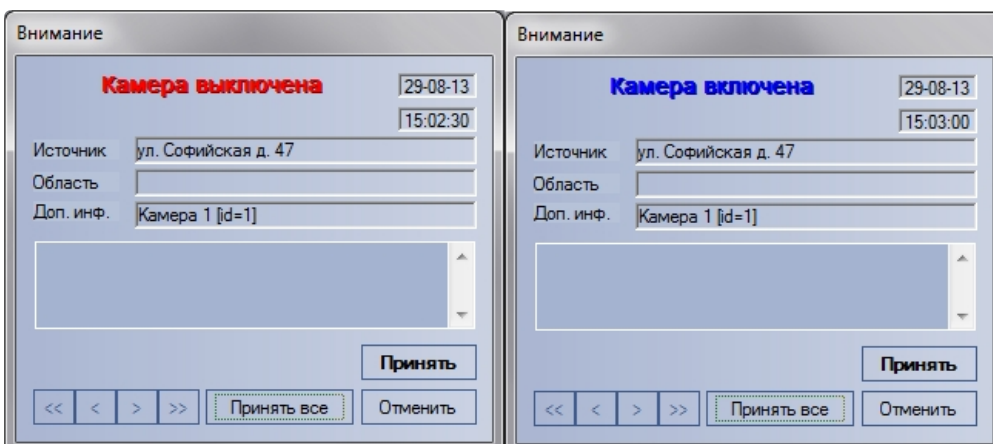 Внимание
Камера выключена
29-08-13
15:02:30
Источник ул. Софийская д. 47
Область
Доп. инф. Камера 1 [id=1]
Принять
<< < > >> Принять все Отменить
Внимание
Камера включена
29-08-13
15:03:00
Источник ул. Софийская д. 47
Область
Доп. инф. Камера 1 [id=1]
Принять
<< < > >> Принять все Отменить